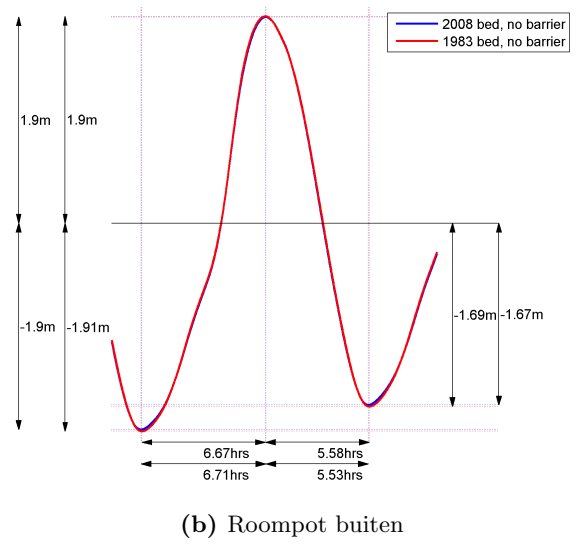 2008 bed, no barrier
1983 bed, no barrier
1.9m
1.9m
-1.9m
-1.91m
-1.69m
-1.67m
6.67hrs
5.58hrs
6.71hrs
5.53hrs
(b) Roompot buiten